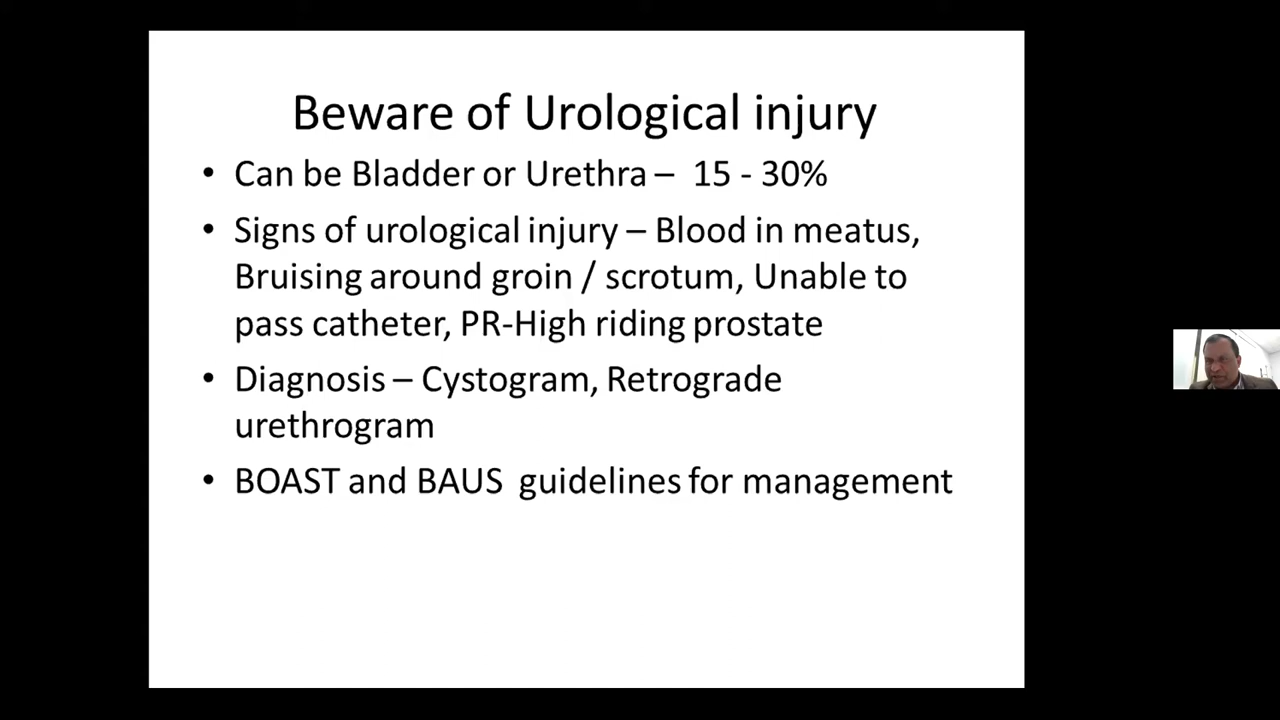 Beware of Urological injury
• Can be Bladder or Urethra – 15 - 30%
• Signs of urological injury – Blood in meatus,
Bruising around groin / scrotum, Unable to
pass catheter, PR-High riding prostate
• Diagnosis – Cystogram, Retrograde
urethrogram
• BOAST and BAUS guidelines for management